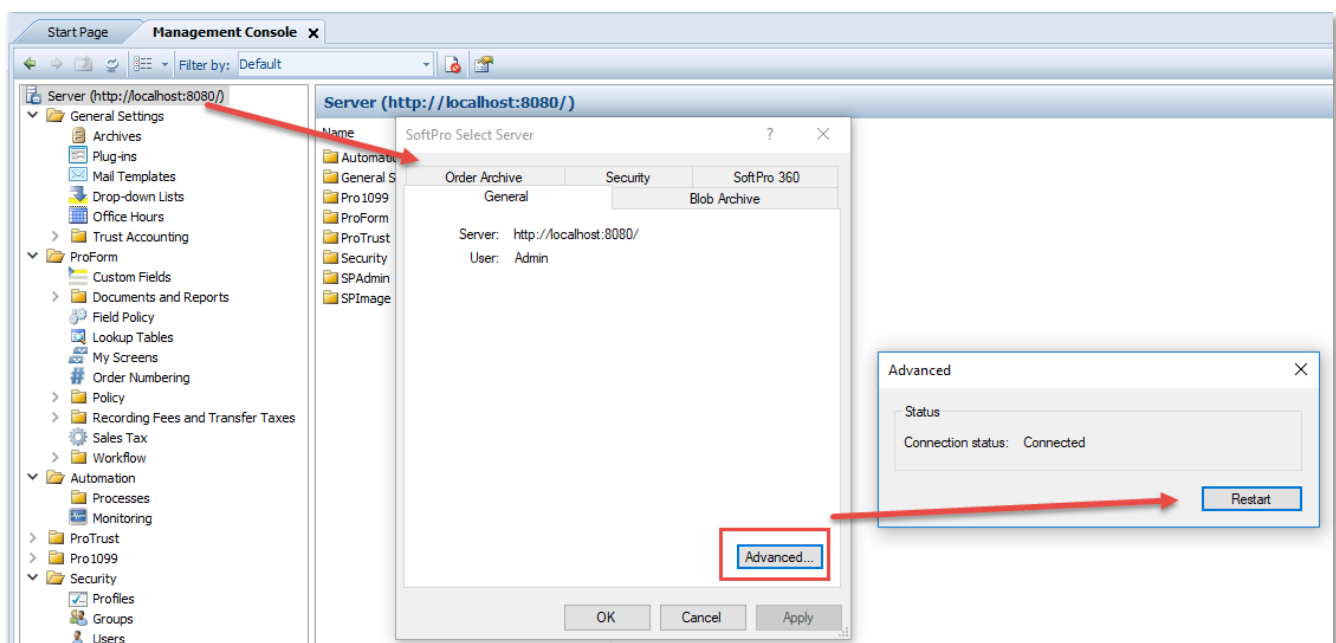 Start Page
Management Console
Filter by: Default
Server (http://localhost:8080/)
General Settings
Archives
Plug-ins
Mail Templates
Drop-down Lists
Office Hours
Trust Accounting
ProForm
Custom Fields
Documents and Reports
Field Policy
Lookup Tables
My Screens
Order Numbering
Policy
Recording Fees and Transfer Taxes
Sales Tax
Workflow
Automation
Processes
Monitoring
ProTrust
Pro1099
Security
Profiles
Groups
Users
Server (http://localhost:8080/)
Name
Automatio
General S
Pro1099
ProForm
ProTrust
Security
SPAdmin
SPImage
SoftPro Select Server
?
Order Archive
Security
SoftPro 360
General
Blob Archive
Server: http://localhost:8080/
User: Admin
Advanced...
OK
Cancel
Apply
Advanced
Status
Connection status: Connected
Restart